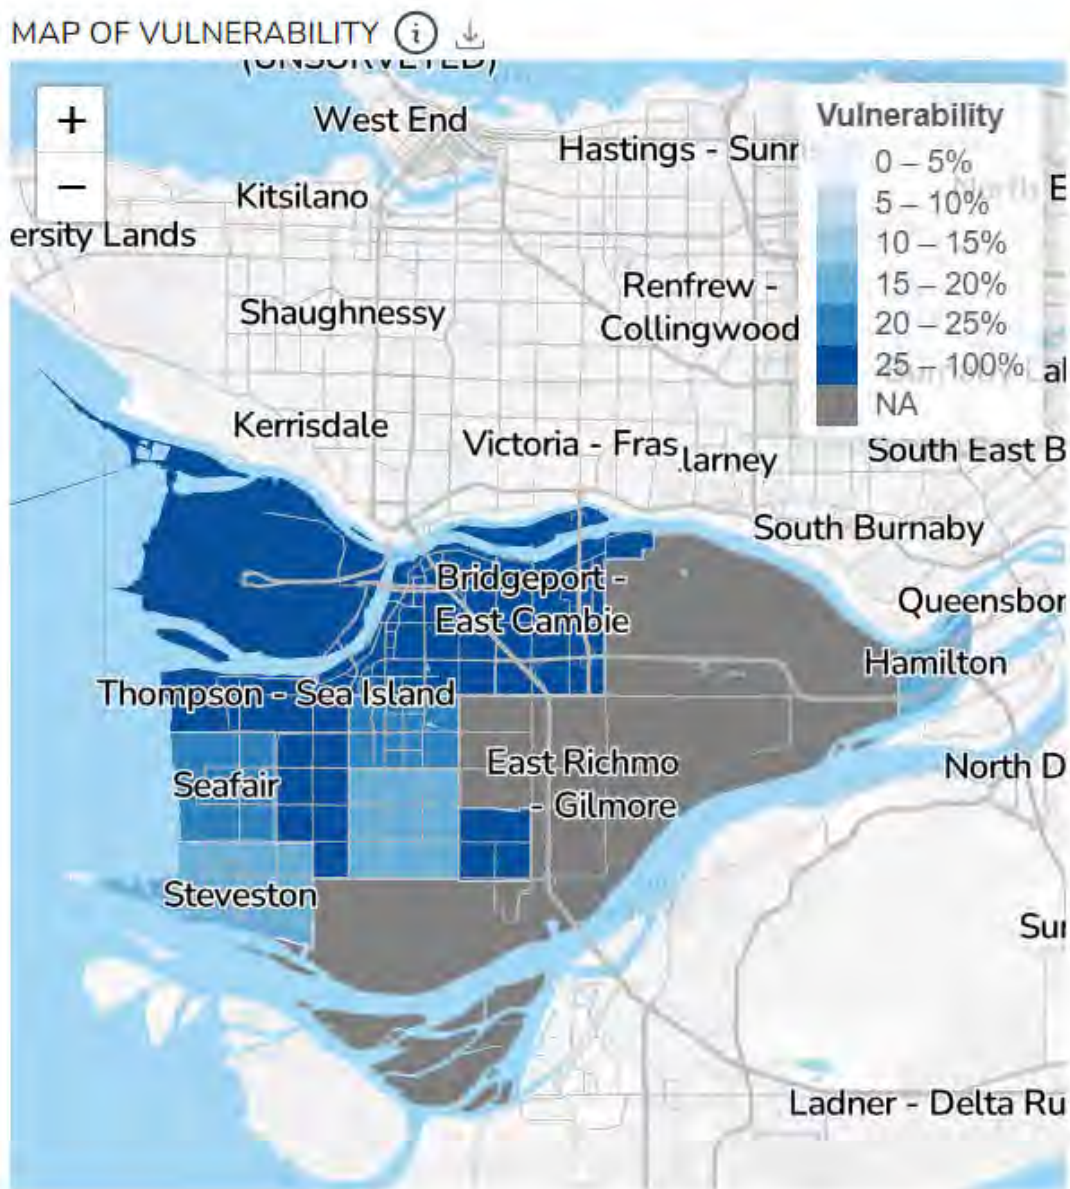 MAP OF VULNERABILITY
(UNSURVEYED)
+
West End
Vulnerability
Hastings - Sunr
0 – 5%
−
Kitsilano
5 – 10%
E
ersity Lands
10 – 15%
Renfrew -
Collingwood
15 – 20%
Shaughnessy
20 – 25%
25 – 100%
al
NA
Kerrisdale
Victoria - Fras
larney
South East B
South Burnaby
Bridgeport -
East Cambie
Queensbor
Hamilton
Thompson - Sea Island
East Richmo
- Gilmore
North D
Seafair
Steveston
Sur
Ladner - Delta Ru